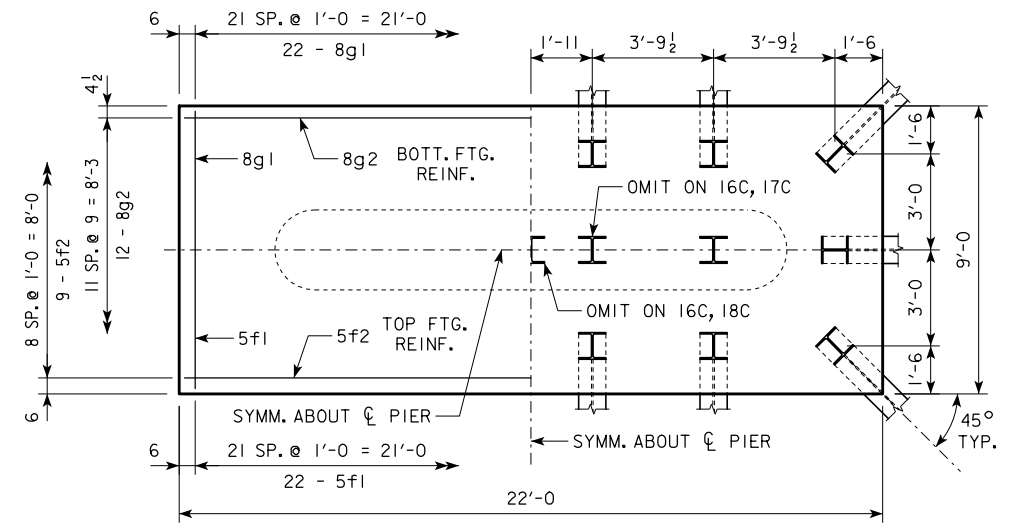 6
21 SP. @ 1'-0 = 21'-0
22 - 8g1
1'-11
3'-9½
3'-9½
1'-6
4½
8g1
8g2
BOTT. FTG.
REINF.
OMIT ON 16C, 17C
1'-6
3'-0
9'-0
3'-0
1'-6
8 SP. @ 1'-0 = 8'-0
9 - 5f2
11 SP. @ 9 = 8'-3
12 - 8g2
OMIT ON 16C, 18C
5f1
5f2
TOP FTG.
REINF.
6
SYMM. ABOUT ℄ PIER
SYMM. ABOUT ℄ PIER
45°
TYP.
6
21 SP. @ 1'-0 = 21'-0
22 - 5f1
22'-0